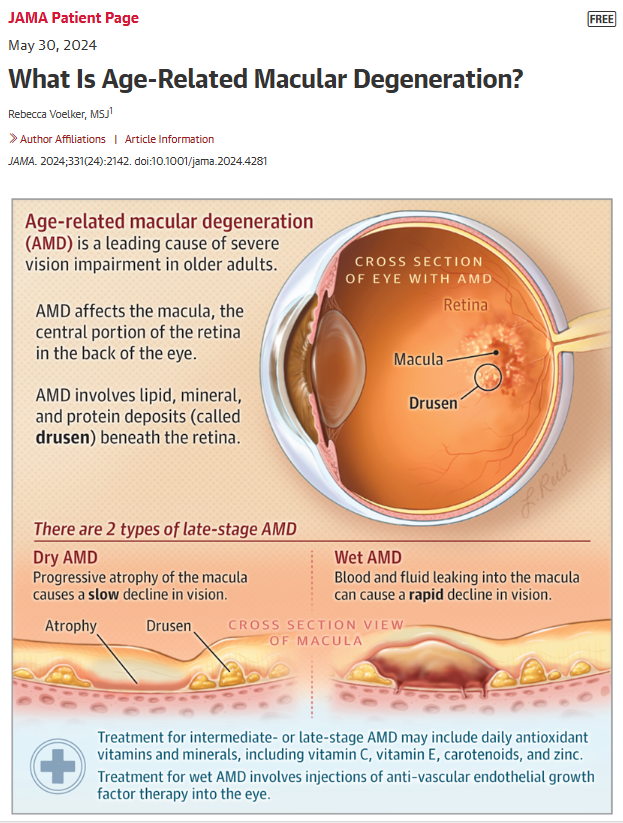 JAMA Patient Page
FREE
May 30, 2024
What Is Age-Related Macular Degeneration?
Rebecca Voelker, MSJ1
Author Affiliations | Article Information
JAMA. 2024;331(24):2142. doi:10.1001/jama.2024.4281
Age-related macular degeneration
(AMD) is a leading cause of severe
vision impairment in older adults.
AMD affects the macula, the
central portion of the retina
in the back of the eye.
AMD involves lipid, mineral,
and protein deposits (called
drusen) beneath the retina.
CROSS SECTION
OF EYE WITH AMD
Retina
Macula
Drusen
L.Reid
There are 2 types of late-stage AMD
Dry AMD
Progressive atrophy of the macula
causes a slow decline in vision.
Wet AMD
Blood and fluid leaking into the macula
can cause a rapid decline in vision.
Atrophy
Drusen
CROSS SECTION VIEW
OF MACULA
Treatment for intermediate- or late-stage AMD may include daily antioxidant
vitamins and minerals, including vitamin C, vitamin E, carotenoids, and zinc.
Treatment for wet AMD involves injections of anti-vascular endothelial growth
factor therapy into the eye.